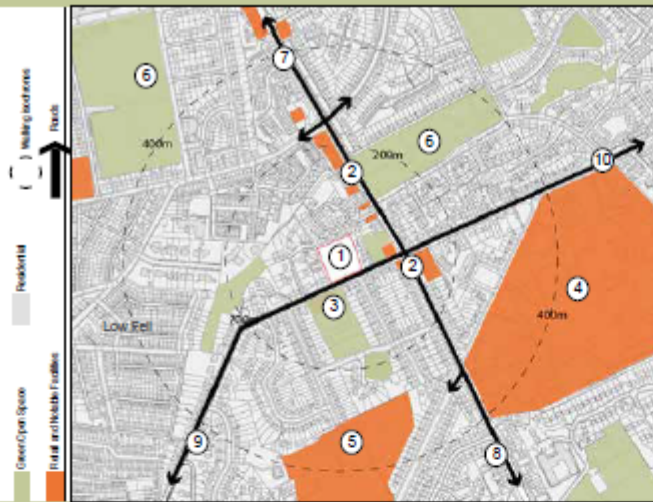 Green Open Space
Retail and Notable Facilities
Residential
Walking Isochrones
Roads
6
7
400m
200m
6
2
10
1
2
3
4
400m
Low Fell
5
9
8